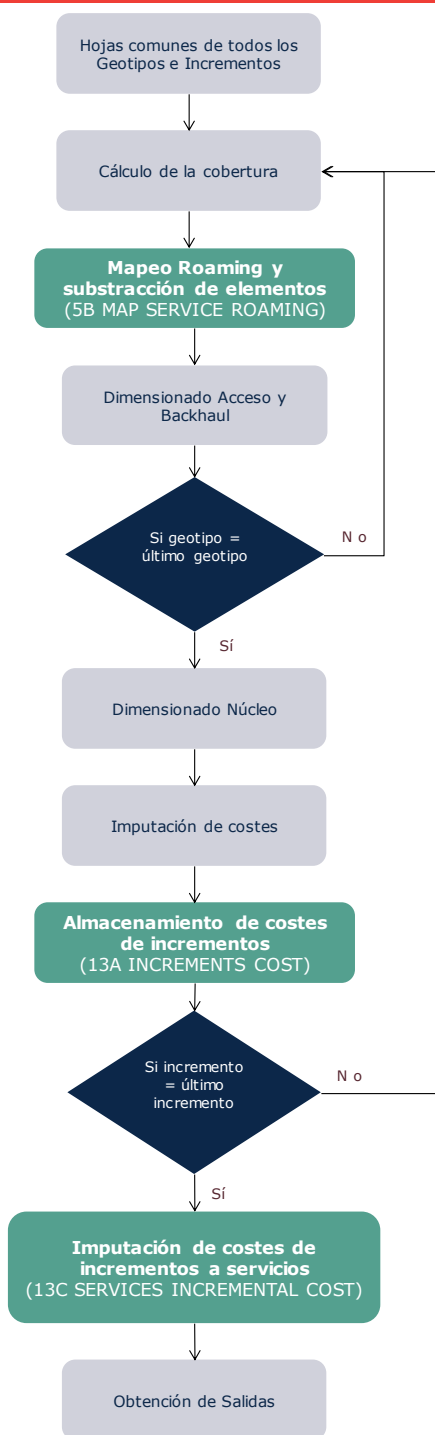 Hojas comunes de todos los
Geotipos e Incrementos
Cálculo de la cobertura
Mapeo Roaming y
substracción de elementos
(5B MAP SERVICE ROAMING)
Dimensionado Acceso y
Backhaul
Si geotipo =
último geotipo
No
Sí
Dimensionado Núcleo
Imputación de costes
Almacenamiento de costes
de incrementos
(13A INCREMENTS COST)
Si incremento
= último
incremento
No
Sí
Imputación de costes de
incrementos a servicios
(13C SERVICES INCREMENTAL COST)
Obtención de Salidas